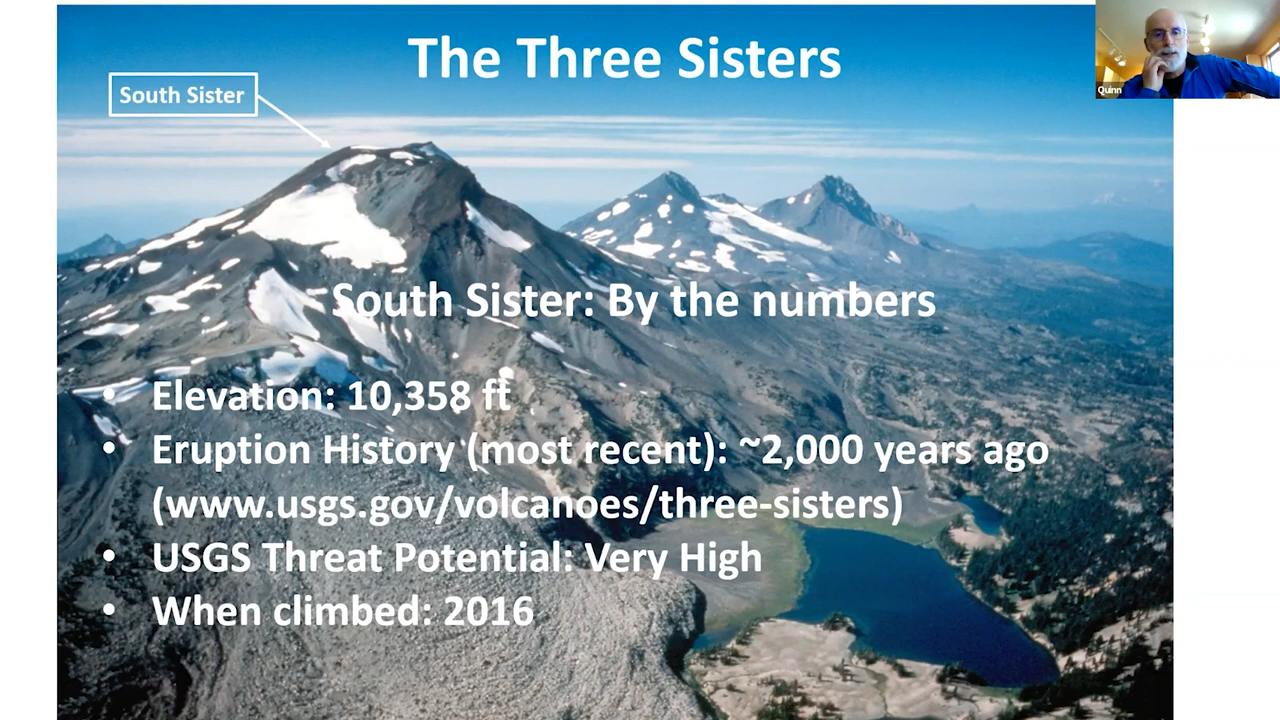 The Three Sisters
South Sister
Quinn
South Sister: By the numbers
• Elevation: 10,358 ft
• Eruption History (most recent): ~2,000 years ago
(www.usgs.gov/volcanoes/three-sisters)
• USGS Threat Potential: Very High
• When climbed: 2016